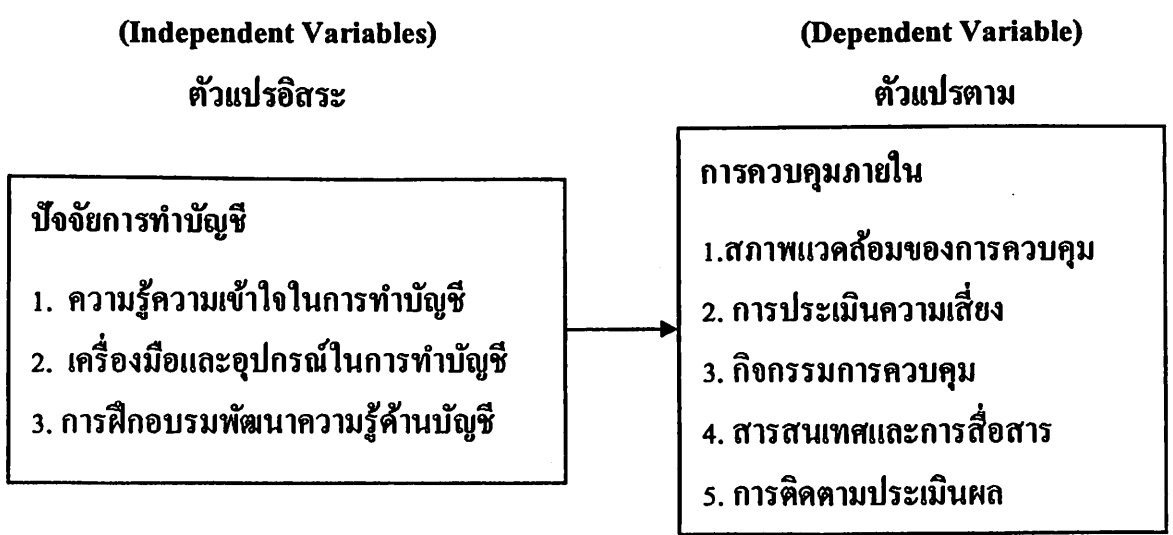 (Independent Variables)
ตัวแปรอิสระ
ปัจจัยการทำบัญชี
1. ความรู้ความเข้าใจในการทำบัญชี
2. เครื่องมือและอุปกรณ์ในการทำบัญชี
3. การฝึกอบรมพัฒนาความรู้ด้านบัญชี
(Dependent Variable)
ตัวแปรตาม
การควบคุมภายใน
1.สภาพแวดล้อมของการควบคุม
2. การประเมินความเสี่ยง
3. กิจกรรมการควบคุม
4. สารสนเทศและการสื่อสาร
5. การติดตามประเมินผล